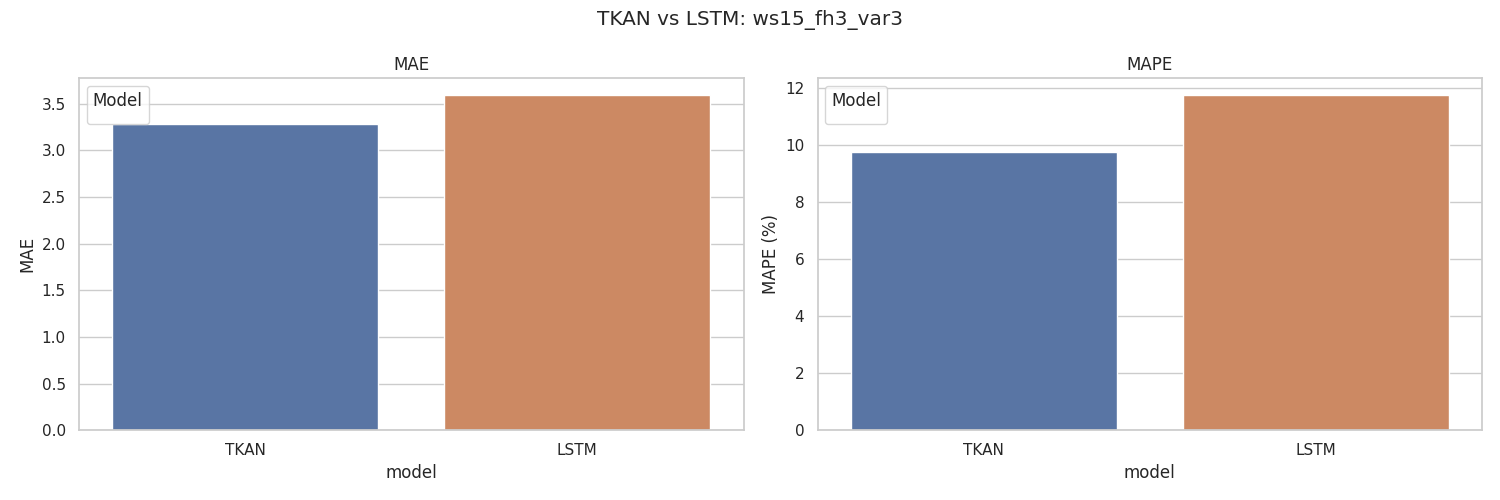 TKAN vs LSTM: ws15_fh3_var3
MAE
Model
3.5
3.0
2.5
2.0
1.5
1.0
0.5
0.0
MAE
TKAN
LSTM
model
MAPE
Model
12
10
8
6
4
2
0
MAPE (%)
TKAN
LSTM
model